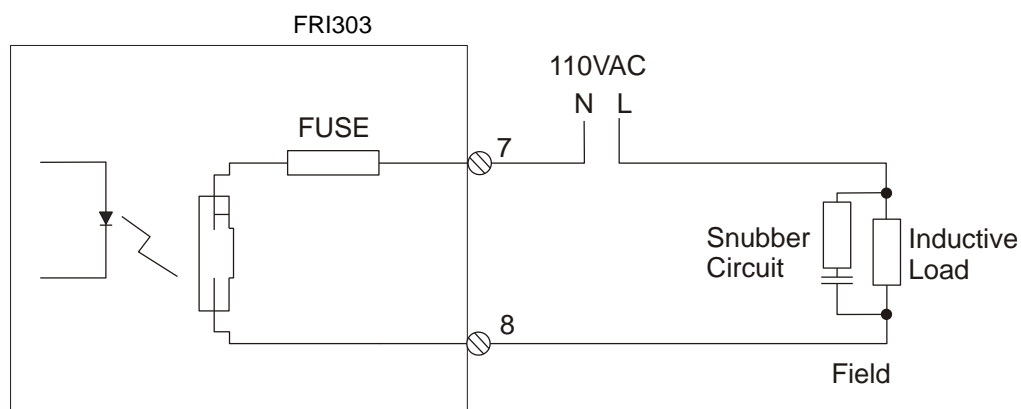 FRI303
110VAC
N L
FUSE
7
Snubber
Circuit
Inductive
Load
8
Field